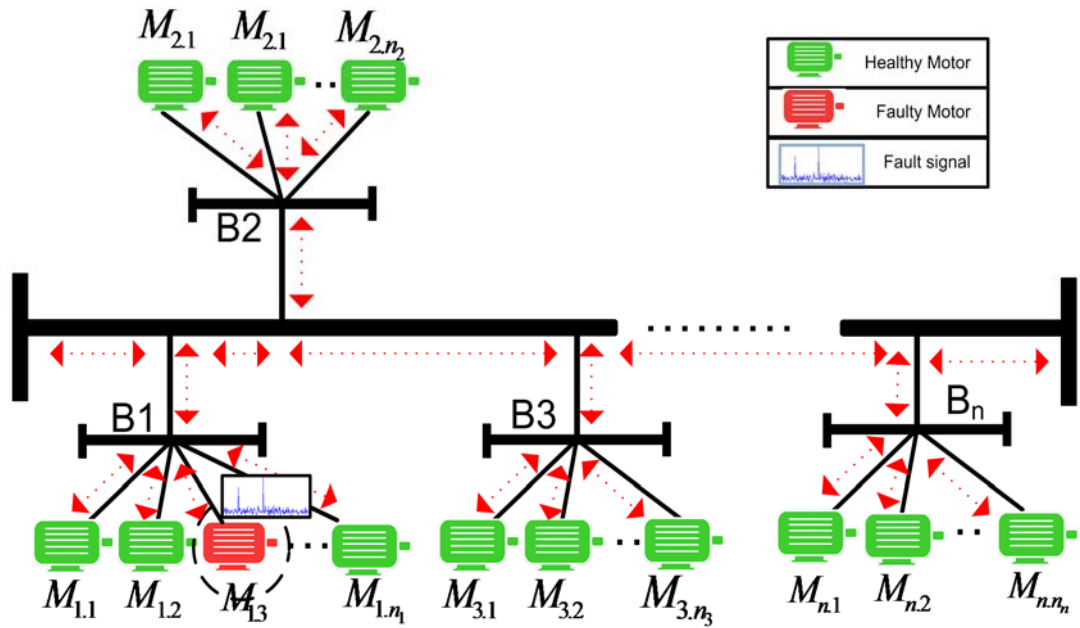 M2.1 M2.1 M2.n2
Healthy Motor
Faulty Motor
Fault signal
B2
B1 B3 Bn
M1.1 M1.2 M1.3 M1.n1 M3.1 M3.2 M3.n3 Mn.1 Mn.2 Mn.nn